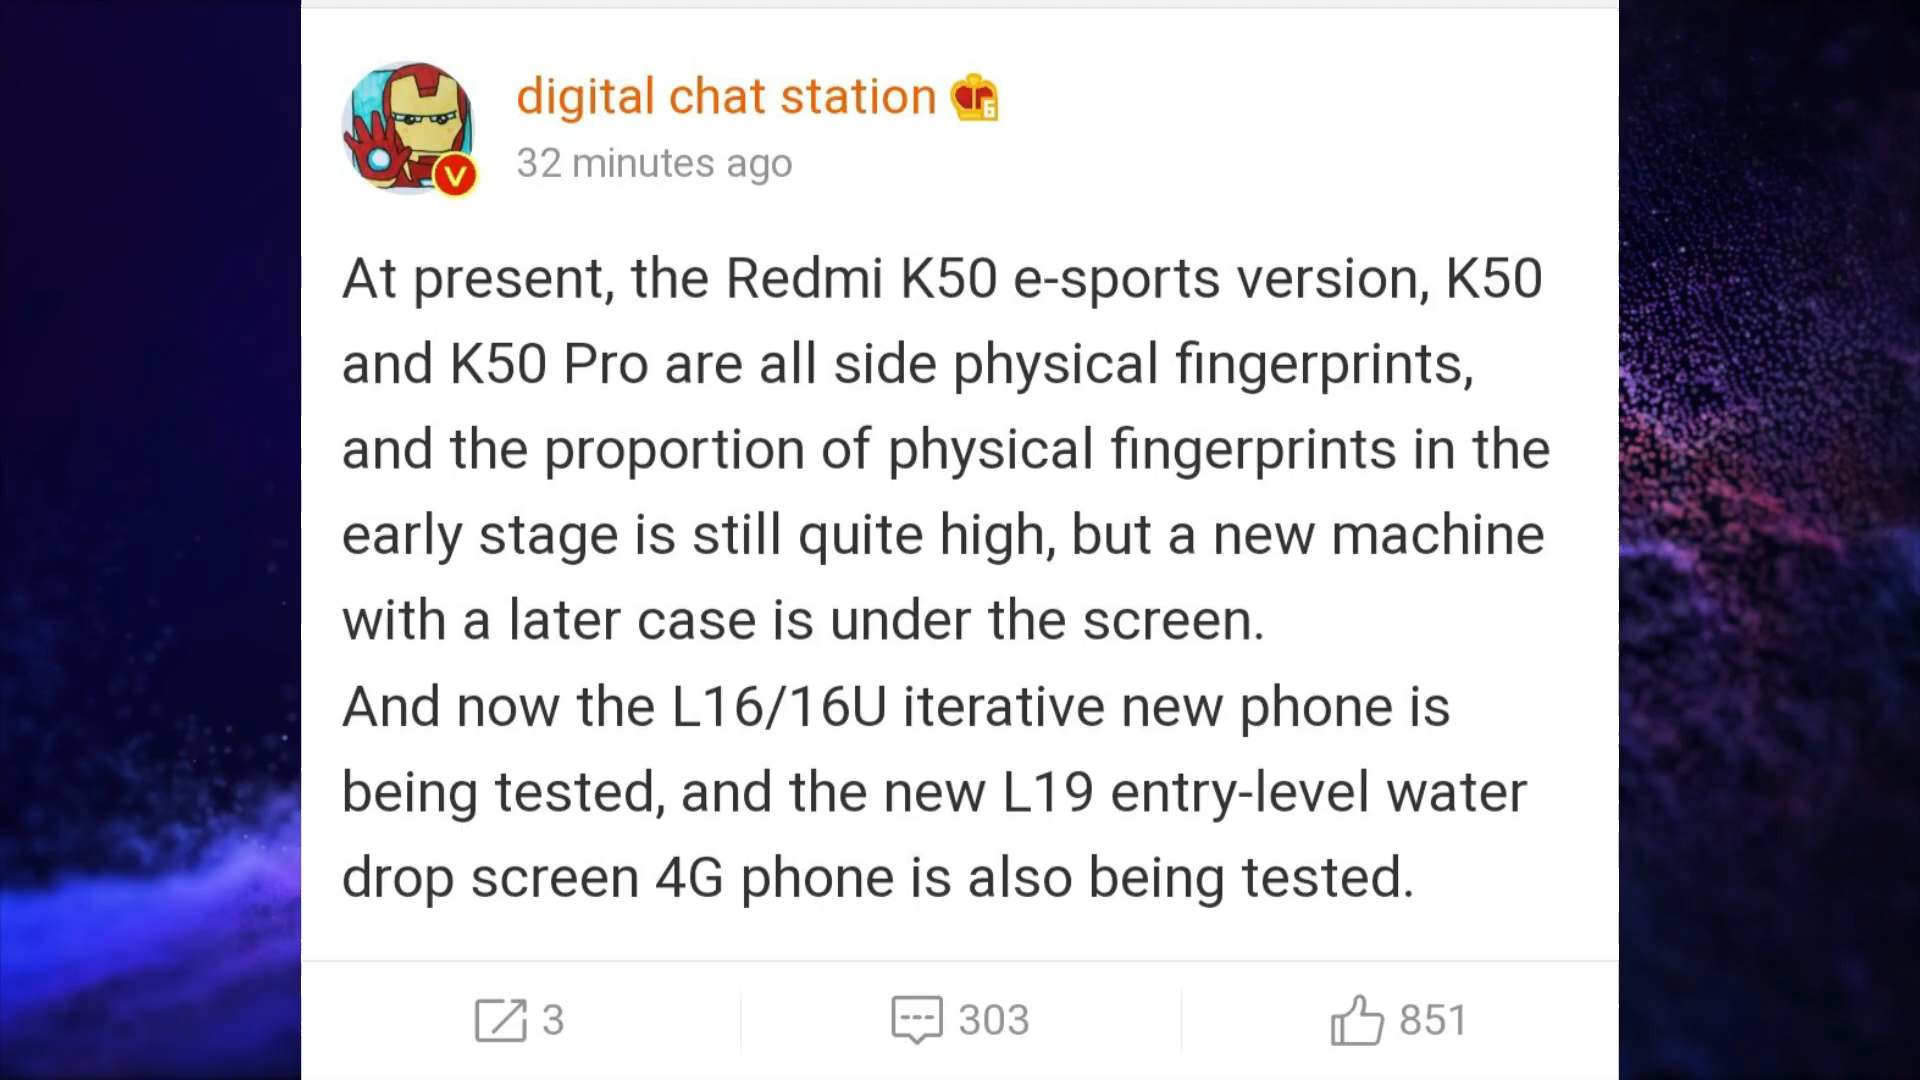 digital chat station
6
32 minutes ago
V
At present, the Redmi K50 e-sports version, K50
and K50 Pro are all side physical fingerprints,
and the proportion of physical fingerprints in the
early stage is still quite high, but a new machine
with a later case is under the screen.
And now the L16/16U iterative new phone is
being tested, and the new L19 entry-level water
drop screen 4G phone is also being tested.
3
303
851